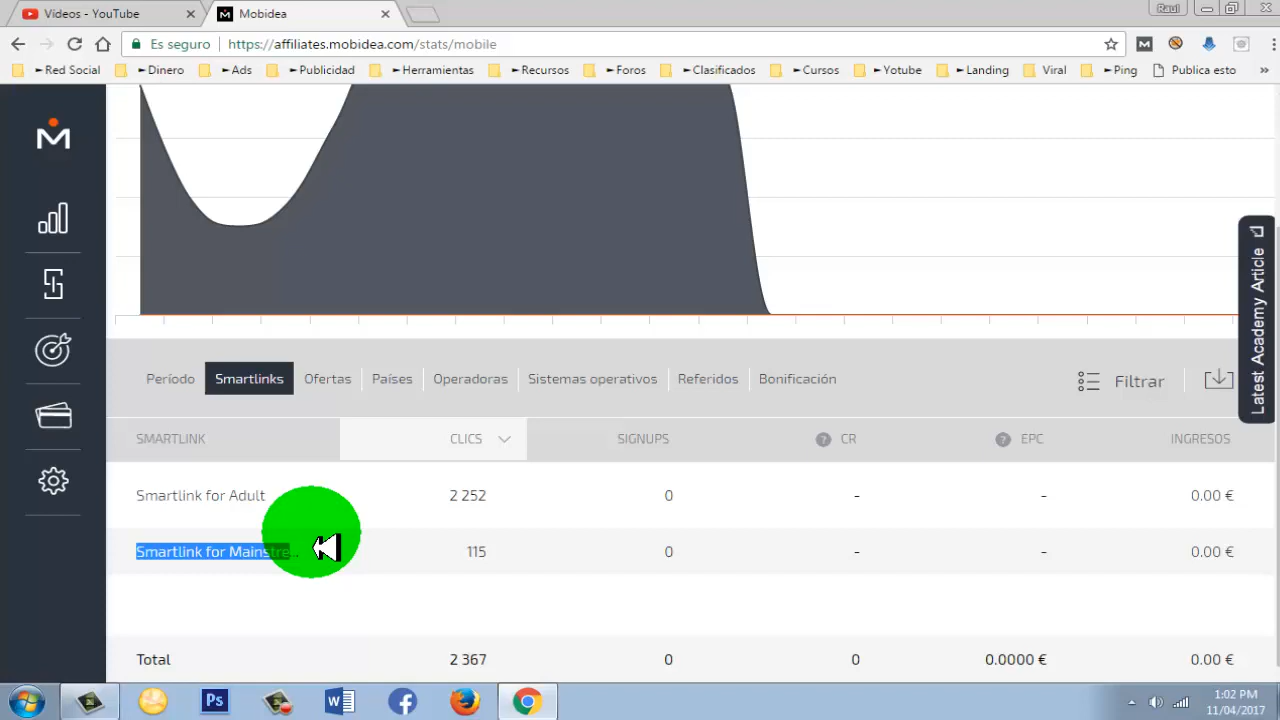 Videos - YouTube
Mobidea
Raul
Es seguro
https://affiliates.mobidea.com/stats/mobile
Red Social
Dinero
Ads
Publicidad
Herramientas
Recursos
Foros
Clasificados
Cursos
Yotube
Landing
Viral
Ping
Publica esto
»
Latest Academy Article
Período
Smartlinks
Ofertas
Países
Operadoras
Sistemas operativos
Referidos
Bonificación
Filtrar
SMARTLINK
CLICS
SIGNUPS
? CR
? EPC
INGRESOS
Smartlink for Adult
2 252
0
-
-
0.00 €
Smartlink for Mainstre...
115
0
-
-
0.00 €
Total
2 367
0
0
0.0000 €
0.00 €
Ps
1:02 PM
11/04/2017